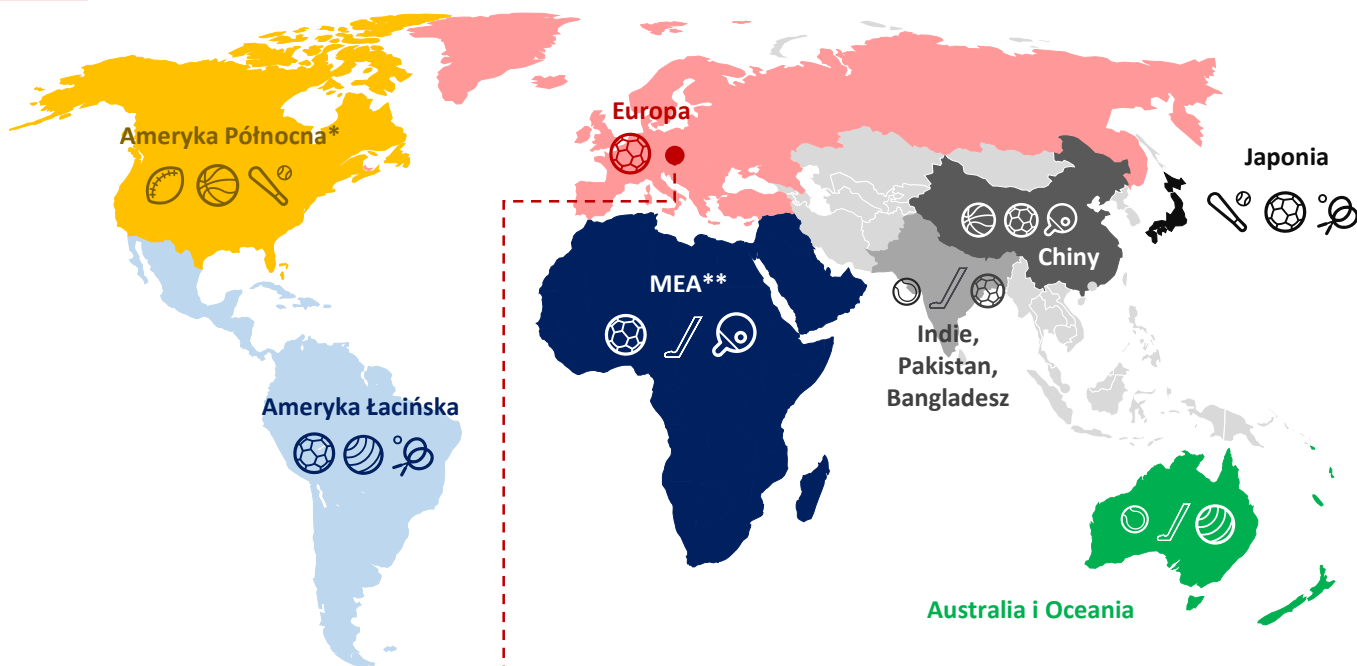 Europa
Ameryka Północna*
Japonia
Chiny
MEA**
Indie,
Pakistan,
Bangladesz
Ameryka Łacińska
Australia i Oceania